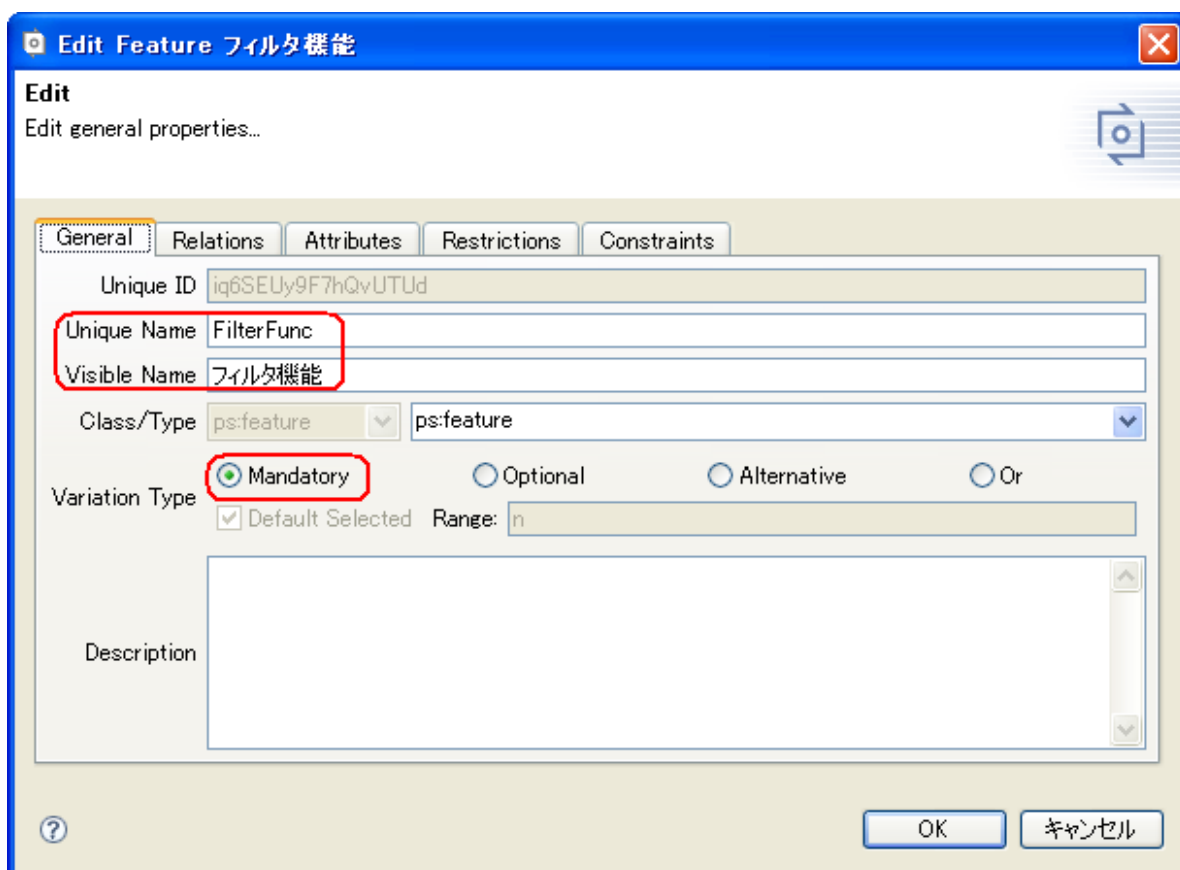 Edit Feature フィルタ機能
Edit
Edit general properties...
General Relations Attributes Restrictions Constraints
Unique ID iq6SEUy9F7hQvUTUd
Unique Name FilterFunc
Visible Name フィルタ機能
Class/Type ps:feature ps:feature
Variation Type Mandatory Optional Alternative Or
Default Selected Range: n
Description
OK キャンセル